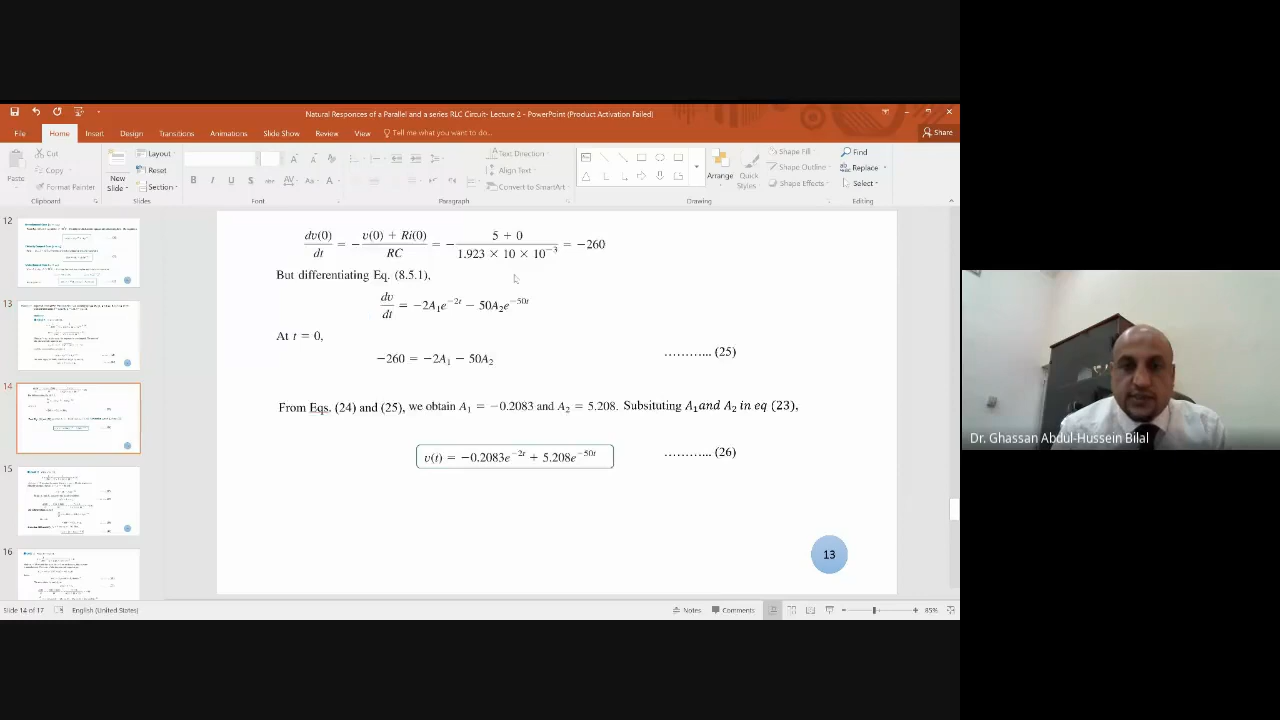 Natural Responces of a Parallel and a series RLC Circuit- Lecture 2 - PowerPoint (Product Activation Failed)
File Home Insert Design Transitions Animations Slide Show Review View Tell me what you want to do... Share
Paste Cut Copy Format Painter
Clipboard
New Slide Layout Reset Section
Slides
B I U S abc AV Aa A
Font
Text Direction Align Text Convert to SmartArt
Paragraph
Arrange Quick Styles Shape Fill Shape Outline Shape Effects
Drawing
Find Replace Select
Editing
12
13
14
15
16
dv(0)/dt = − (v(0) + Ri(0))/RC = − (5 + 0)/(1.923 × 10 × 10⁻³) = −260
But differentiating Eq. (8.5.1),
dv/dt = −2A₁e⁻²ᵗ − 50A₂e⁻⁵⁰ᵗ
At t = 0,
−260 = −2A₁ − 50A₂ ………... (25)
From Eqs. (24) and (25), we obtain A₁ = −0.2083 and A₂ = 5.208. Subsituting A₁and A₂ in eq (23),
v(t) = −0.2083e⁻²ᵗ + 5.208e⁻⁵⁰ᵗ ………... (26)
13
Dr. Ghassan Abdul-Hussein Bilal
Slide 14 of 17 English (United States) Notes Comments 85%